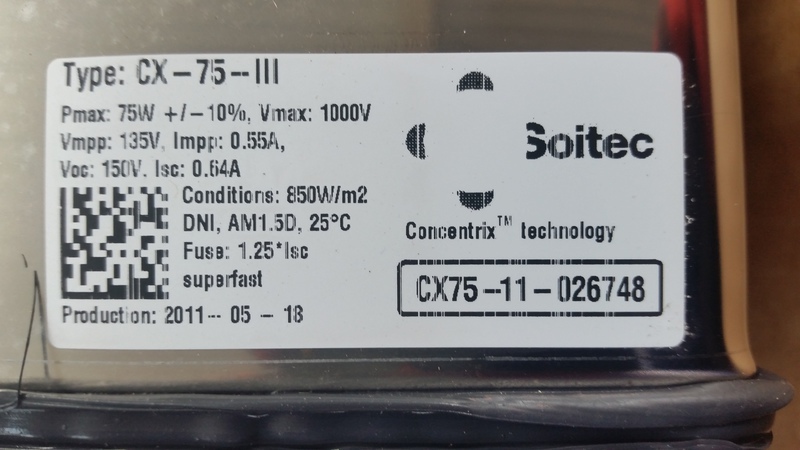 Type: CX-75-III
Pmax: 75W +/-10%, Vmax: 1000V
Vmpp: 135V, Impp: 0.55A,
Voc: 150V. Isc: 0.64A
Conditions: 850W/m2
DNI, AM1.5D, 25°C
Fuse: 1.25*Isc
superfast
Production: 2011-- 05 - 18
Soitec
Concentrix™ technology
CX75-11-026748